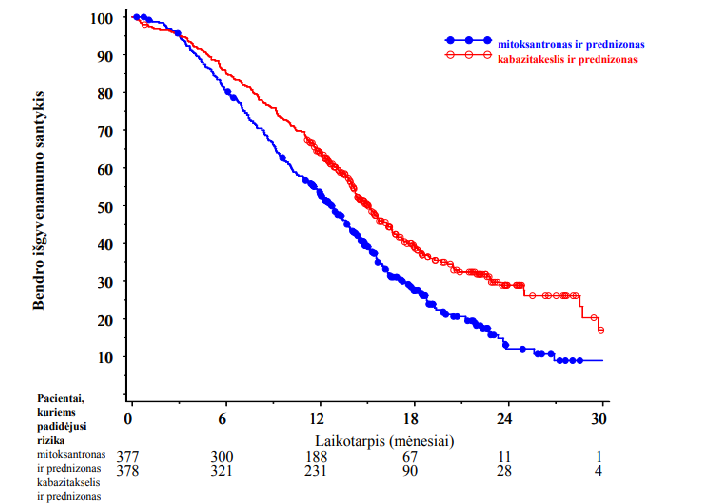 100
90
80
70
60
50
40
30
20
10
Bendro išgyvenamumo santykis
mitoksantronas ir prednizonas
kabazitakeslis ir prednizonas
0 6 12 18 24 30
Laikotarpis (mėnesiai)
Pacientai,
kuriems
padidėjusi
rizika
mitoksantronas
ir prednizonas
kabazitakselis
ir prednizonas
377 300 188 67 11 1
378 321 231 90 28 4